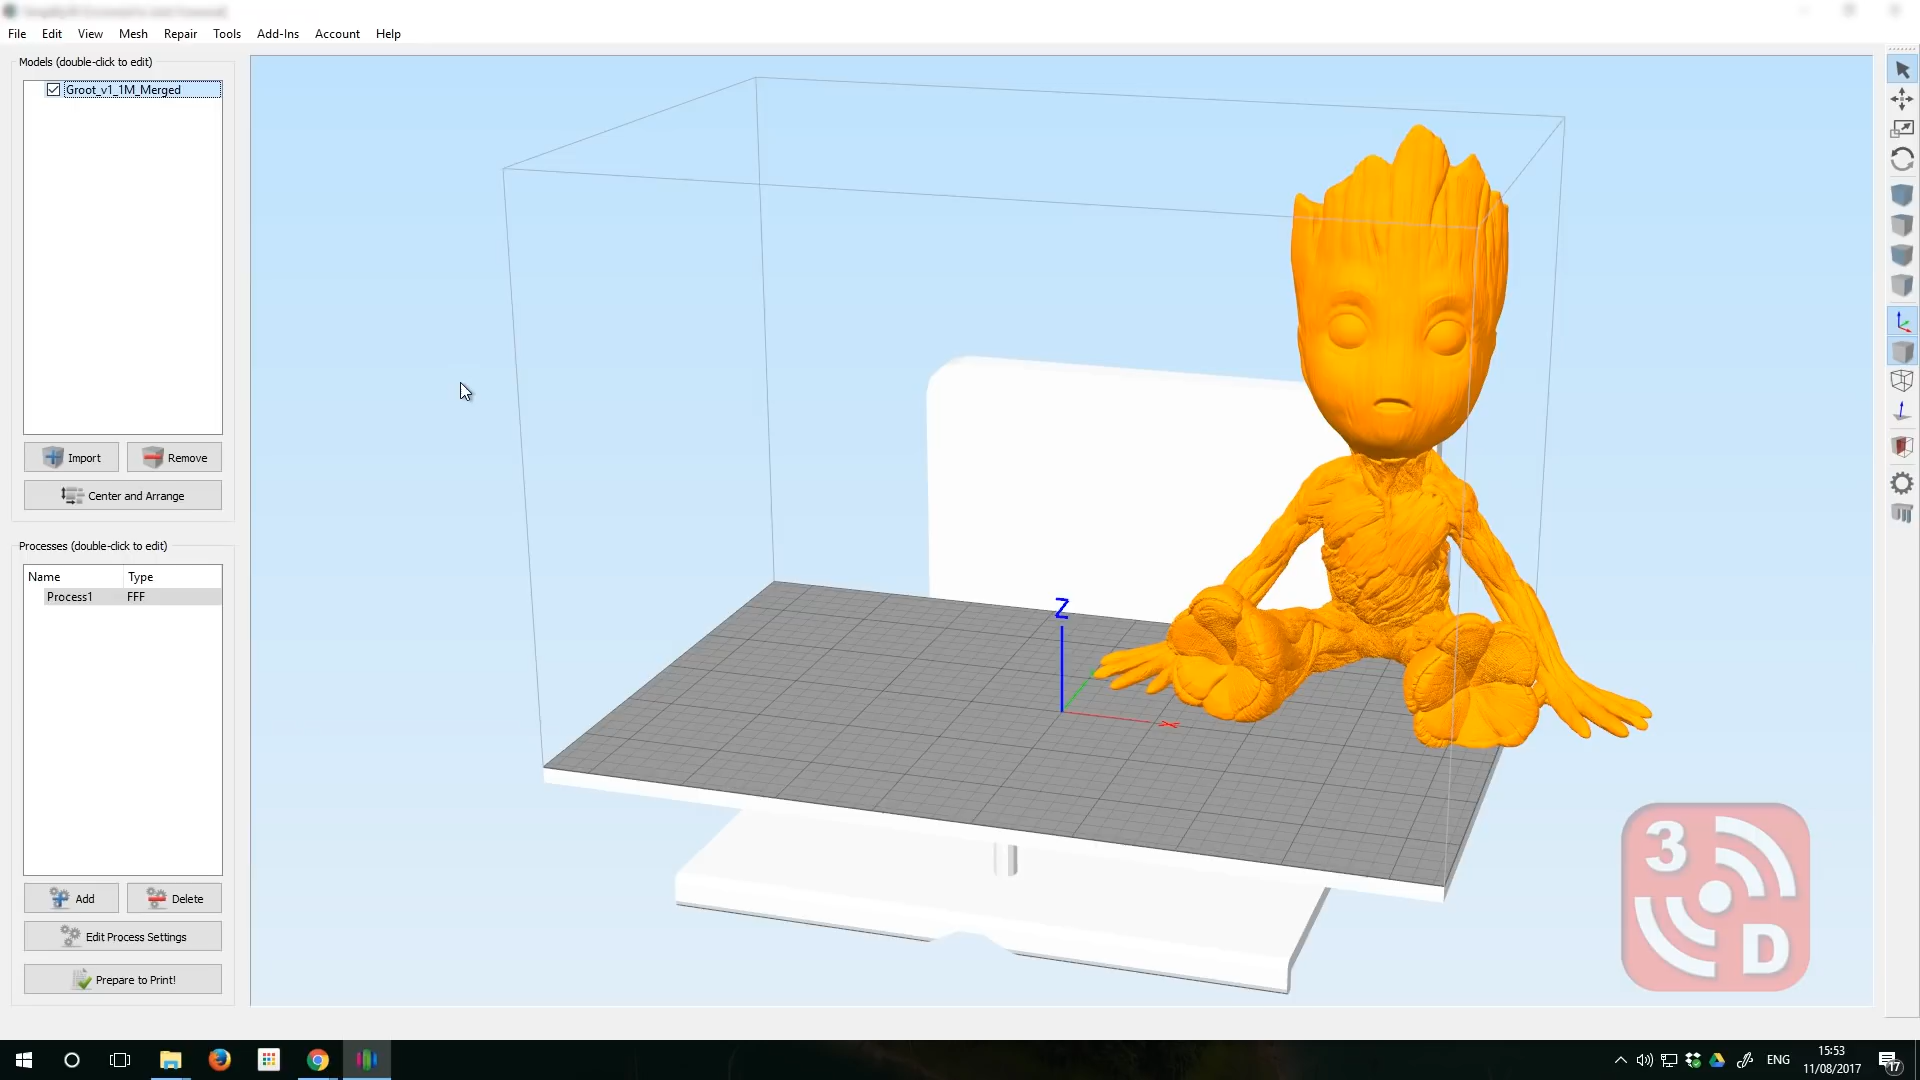 File Edit View Mesh Repair Tools Add-Ins Account Help
Models (double-click to edit)
Groot_v1_1M_Merged
Import Remove
Center and Arrange
Processes (double-click to edit)
Name Type
Process1 FFF
Add Delete
Edit Process Settings
Prepare to Print!
Z
3
D
ENG
15:53
11/08/2017
17